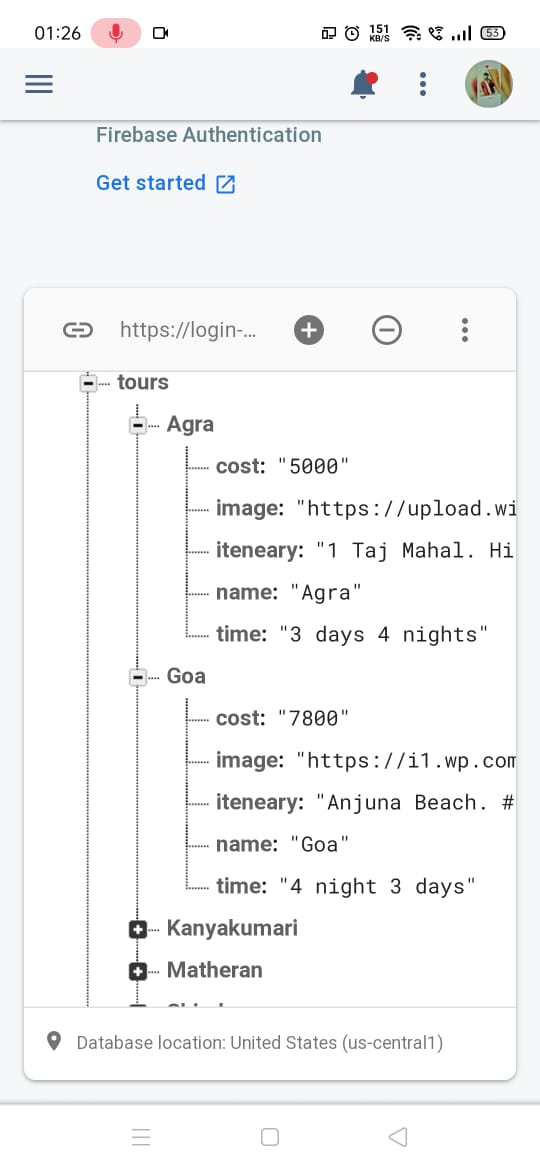 01:26 151 KB/S 53
Firebase Authentication
Get started
https://login-...
tours
Agra
cost: "5000"
image: "https://upload.wi
iteneary: "1 Taj Mahal. Hi
name: "Agra"
time: "3 days 4 nights"
Goa
cost: "7800"
image: "https://i1.wp.com
iteneary: "Anjuna Beach. #
name: "Goa"
time: "4 night 3 days"
Kanyakumari
Matheran
Database location: United States (us-central1)